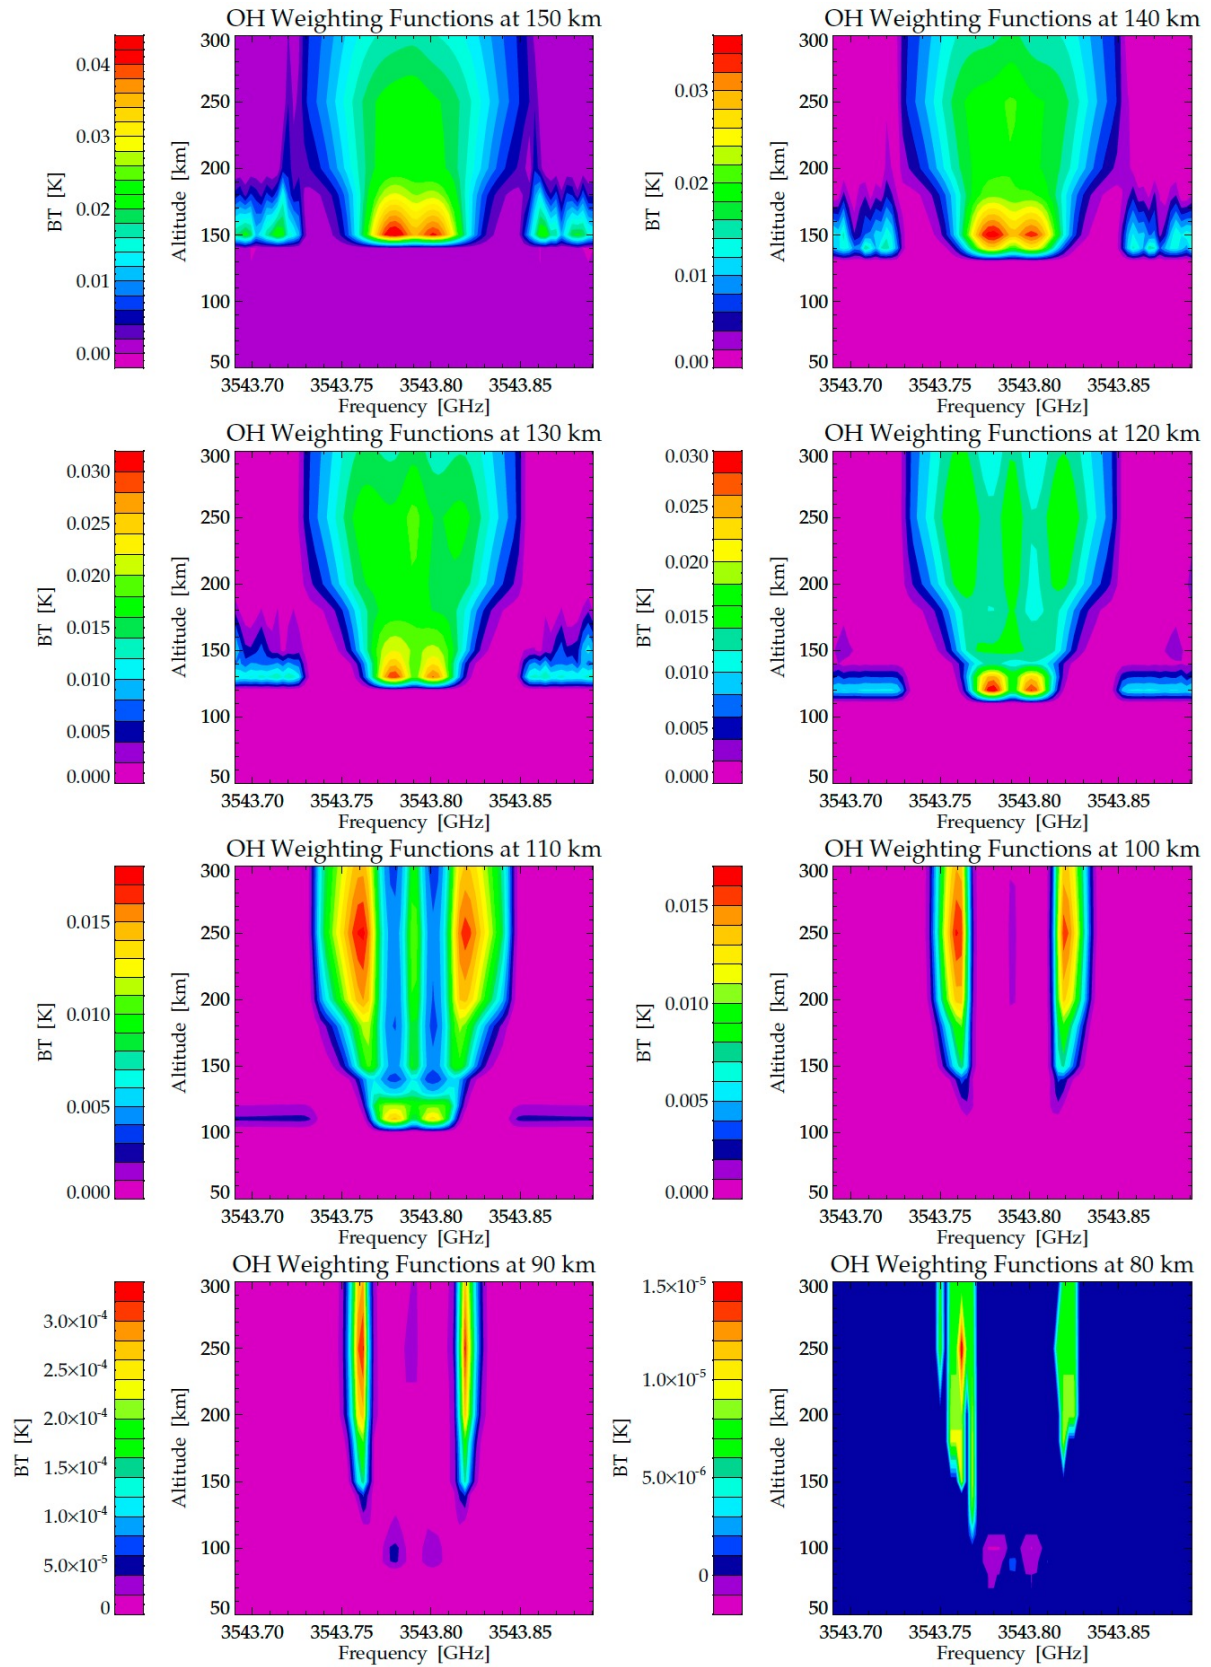 OH Weighting Functions at 150 km
OH Weighting Functions at 140 km
BT [K]
0.04
0.03
0.02
0.01
0.00
Altitude [km]
300
250
200
150
100
50
3543.70 3543.75 3543.80 3543.85
Frequency [GHz]
BT [K]
0.03
0.02
0.01
0.00
Altitude [km]
300
250
200
150
100
50
3543.70 3543.75 3543.80 3543.85
Frequency [GHz]
OH Weighting Functions at 130 km
OH Weighting Functions at 120 km
BT [K]
0.030
0.025
0.020
0.015
0.010
0.005
0.000
Altitude [km]
300
250
200
150
100
50
3543.70 3543.75 3543.80 3543.85
Frequency [GHz]
BT [K]
0.030
0.025
0.020
0.015
0.010
0.005
0.000
Altitude [km]
300
250
200
150
100
50
3543.70 3543.75 3543.80 3543.85
Frequency [GHz]
OH Weighting Functions at 110 km
OH Weighting Functions at 100 km
BT [K]
0.015
0.010
0.005
0.000
Altitude [km]
300
250
200
150
100
50
3543.70 3543.75 3543.80 3543.85
Frequency [GHz]
BT [K]
0.015
0.010
0.005
0.000
Altitude [km]
300
250
200
150
100
50
3543.70 3543.75 3543.80 3543.85
Frequency [GHz]
OH Weighting Functions at 90 km
OH Weighting Functions at 80 km
BT [K]
3.0×10⁻⁴
2.5×10⁻⁴
2.0×10⁻⁴
1.5×10⁻⁴
1.0×10⁻⁴
5.0×10⁻⁵
0
Altitude [km]
300
250
200
150
100
50
3543.70 3543.75 3543.80 3543.85
Frequency [GHz]
BT [K]
1.5×10⁻⁵
1.0×10⁻⁵
5.0×10⁻⁶
0
Altitude [km]
300
250
200
150
100
50
3543.70 3543.75 3543.80 3543.85
Frequency [GHz]